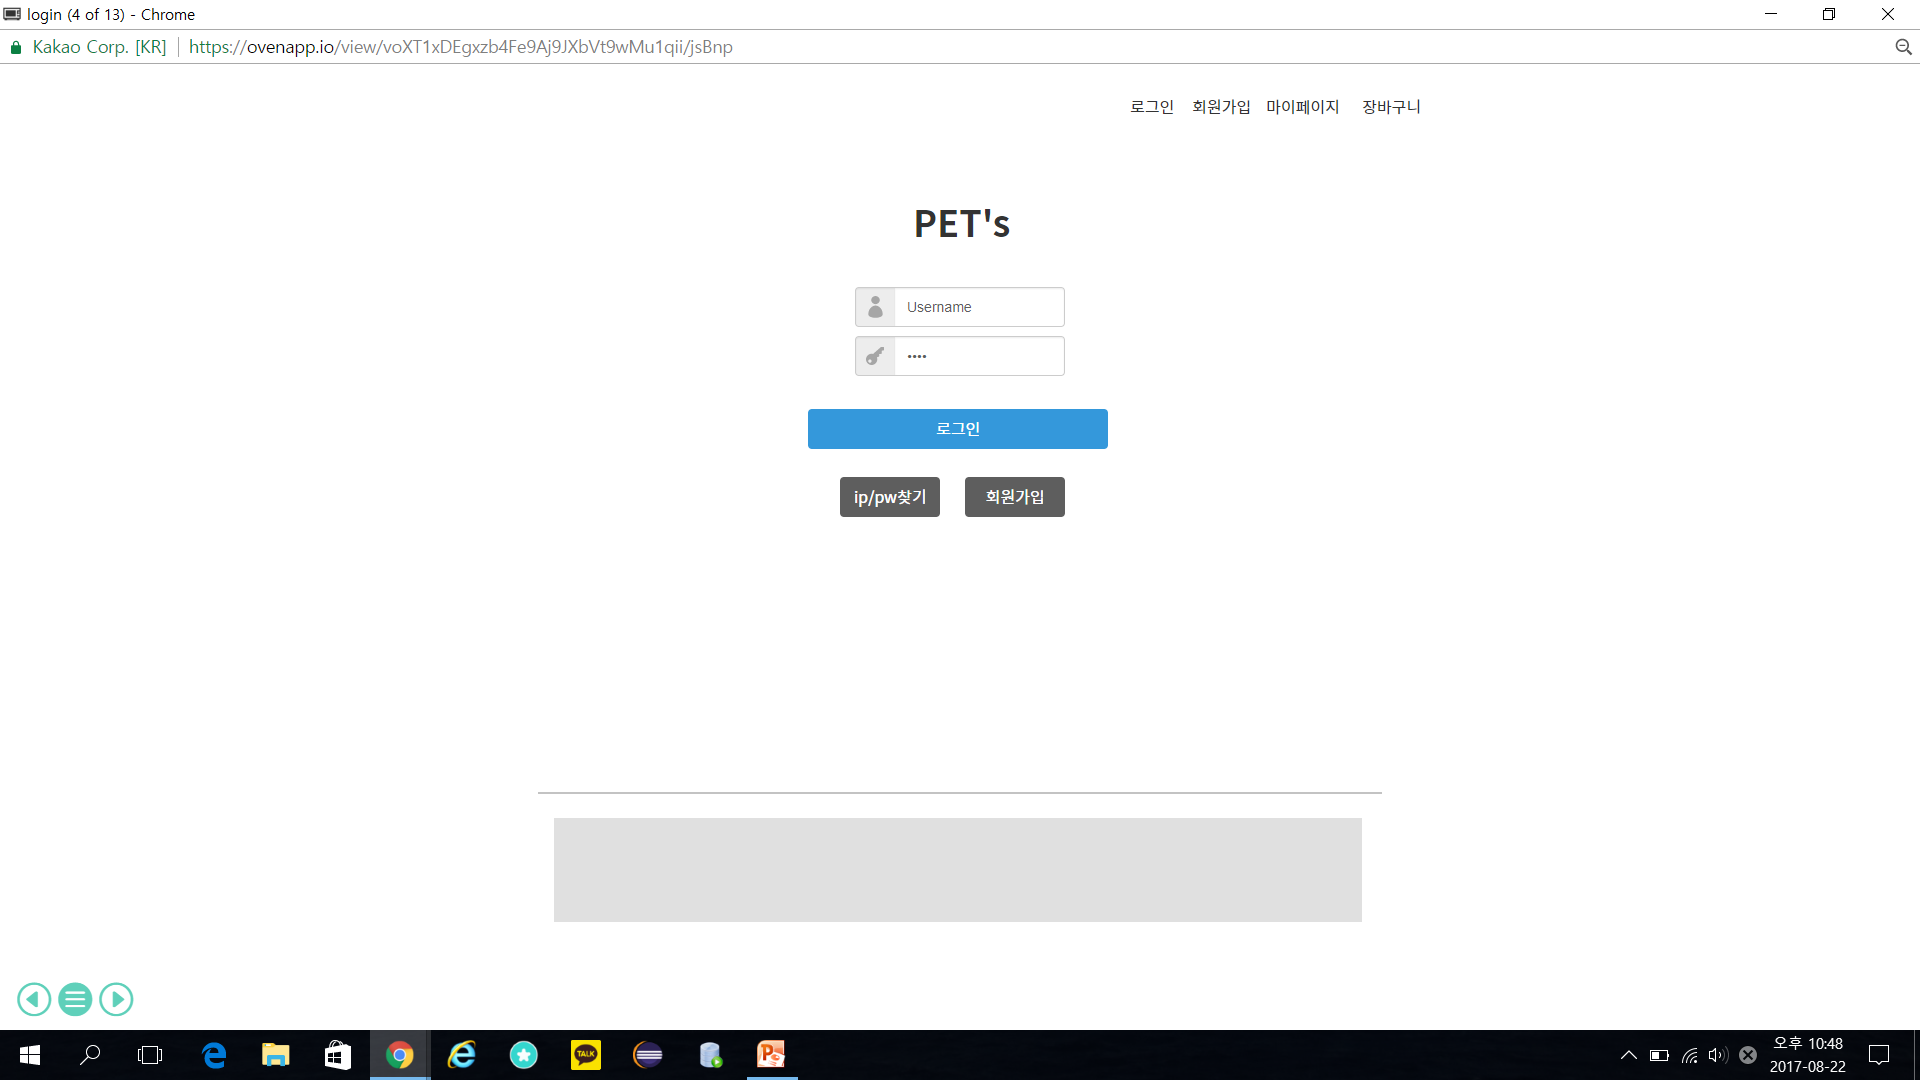 login (4 of 13) - Chrome
Kakao Corp. [KR] https://ovenapp.io/view/voXT1xDEgxzb4Fe9Aj9JXbVt9wMu1qii/jsBnp
로그인 회원가입 마이페이지 장바구니
PET's
Username
••••
로그인
ip/pw찾기 회원가입
TALK
오후 10:48
2017-08-22